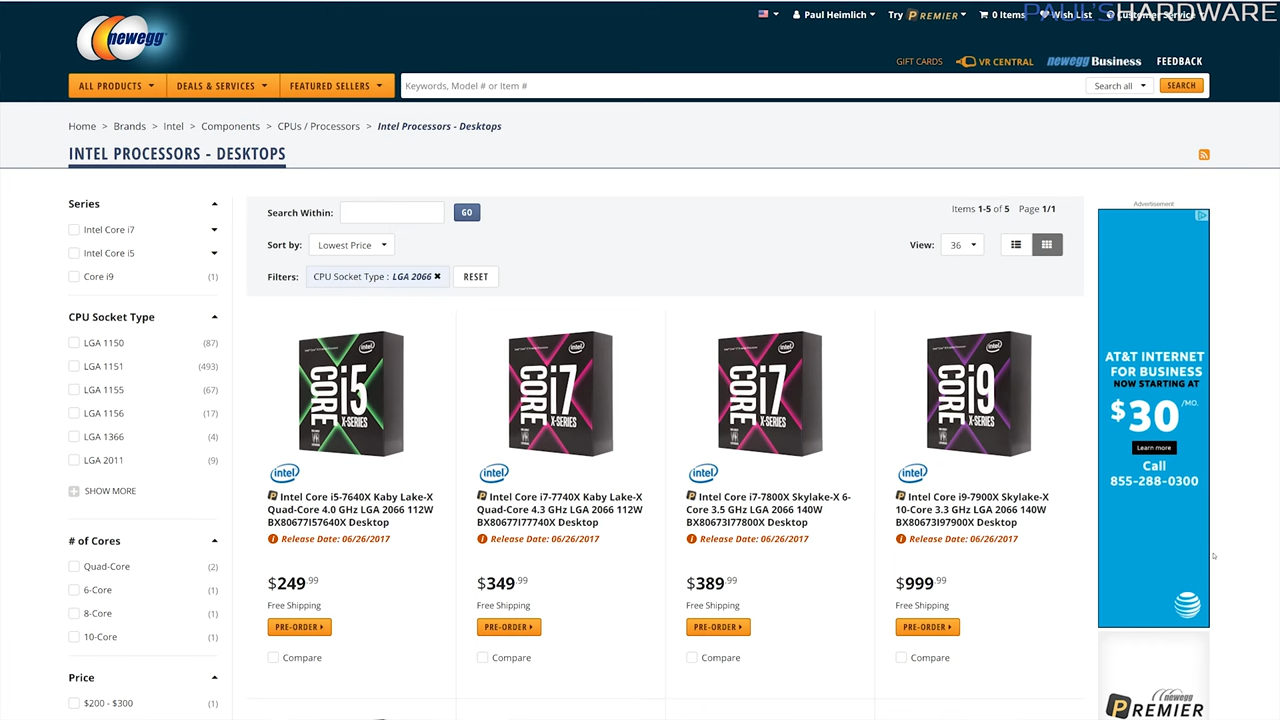 newegg
Paul Heimlich
Try PREMIER
0 Items
Wish List
Customer Service
PAUL'SHARDWARE
GIFT CARDS
VR CENTRAL
newegg Business
FEEDBACK
ALL PRODUCTS
DEALS & SERVICES
FEATURED SELLERS
Keywords, Model # or Item #
Search all
SEARCH
Home > Brands > Intel > Components > CPUs / Processors > Intel Processors - Desktops
INTEL PROCESSORS - DESKTOPS
Series
Intel Core i7
Intel Core i5
Core i9 (1)
CPU Socket Type
LGA 1150 (87)
LGA 1151 (493)
LGA 1155 (67)
LGA 1156 (17)
LGA 1366 (4)
LGA 2011 (9)
SHOW MORE
# of Cores
Quad-Core (2)
6-Core (1)
8-Core (1)
10-Core (1)
Price
$200 - $300 (1)
Search Within:
GO
Items 1-5 of 5 Page 1/1
Sort by: Lowest Price
View: 36
Filters: CPU Socket Type : LGA 2066 ✖
RESET
intel
CORE i5
X-SERIES
intel
Intel Core i5-7640X Kaby Lake-X
Quad-Core 4.0 GHz LGA 2066 112W
BX80677I57640X Desktop
Release Date: 06/26/2017
$249.99
Free Shipping
PRE-ORDER
Compare
intel
CORE i7
X-SERIES
intel
Intel Core i7-7740X Kaby Lake-X
Quad-Core 4.3 GHz LGA 2066 112W
BX80677I77740X Desktop
Release Date: 06/26/2017
$349.99
Free Shipping
PRE-ORDER
Compare
intel
CORE i7
X-SERIES
intel
Intel Core i7-7800X Skylake-X 6-
Core 3.5 GHz LGA 2066 140W
BX80673I77800X Desktop
Release Date: 06/26/2017
$389.99
Free Shipping
PRE-ORDER
Compare
intel
CORE i9
X-SERIES
intel
Intel Core i9-7900X Skylake-X
10-Core 3.3 GHz LGA 2066 140W
BX80673I97900X Desktop
Release Date: 06/26/2017
$999.99
Free Shipping
PRE-ORDER
Compare
Advertisement
AT&T INTERNET
FOR BUSINESS
NOW STARTING AT
$30/MO.
Learn more
Call
855-288-0300
newegg
PREMIER